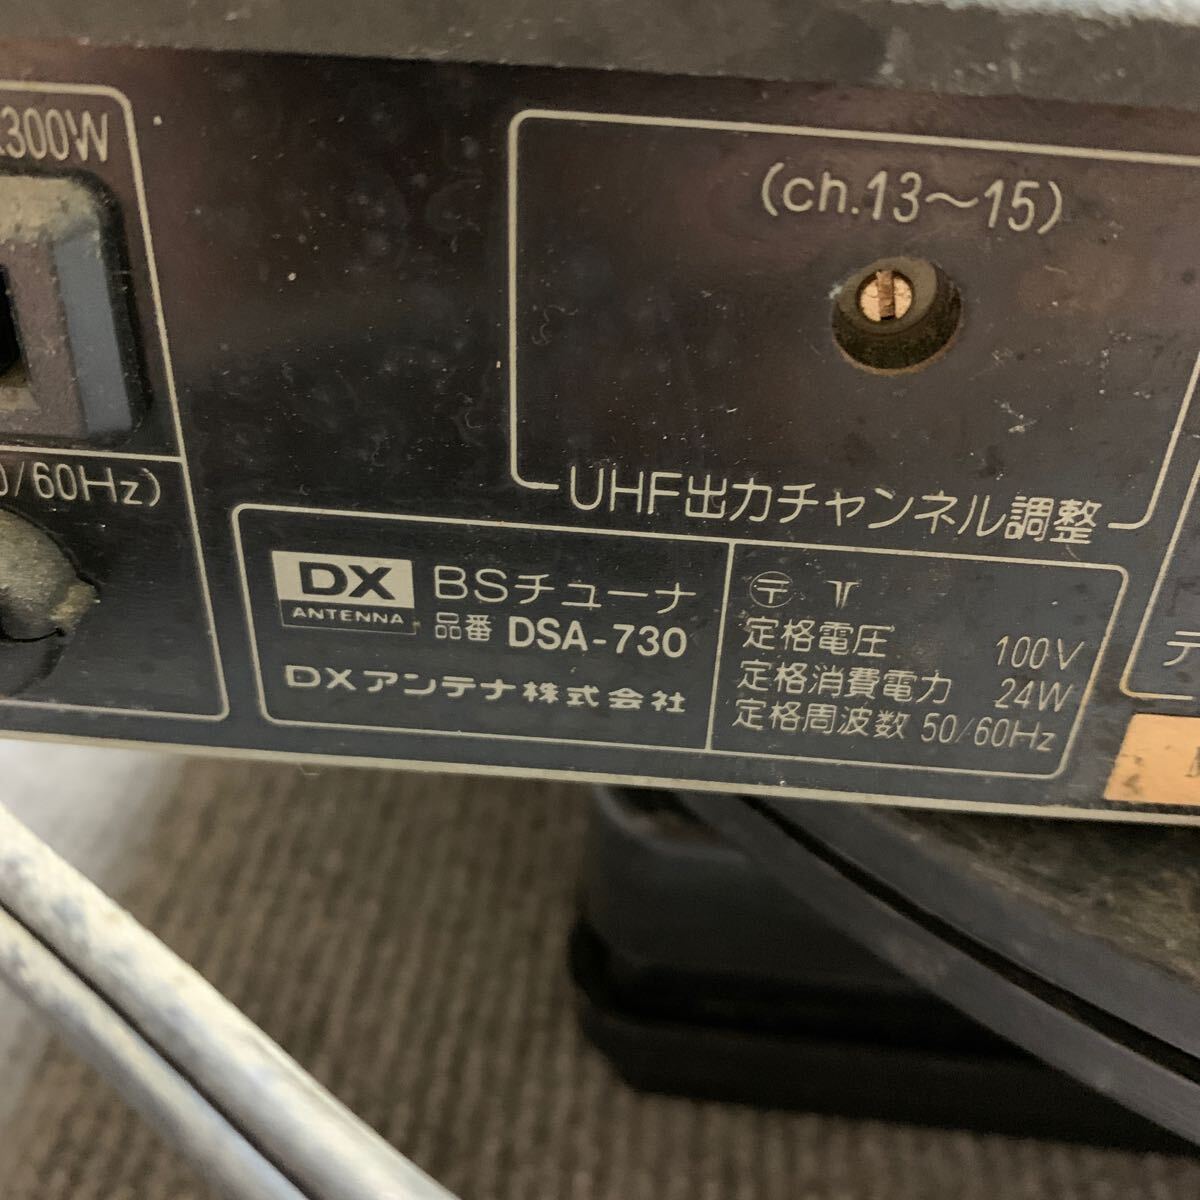 300W
(ch.13～15)
0/60Hz)
UHF出力チャンネル調整
DX
ANTENNA
BSチューナ
品番 DSA-730
DXアンテナ株式会社
〒
定格電圧 100V
定格消費電力 24W
定格周波数 50/60Hz
テ